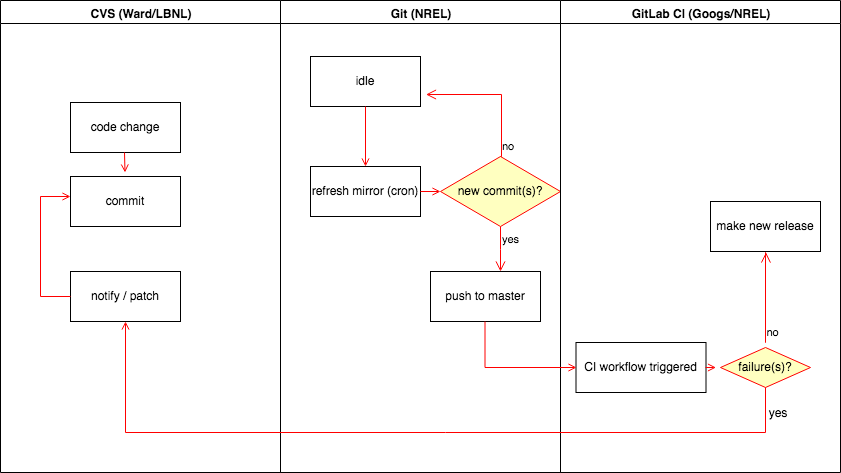 CVS (Ward/LBNL)
Git (NREL)
GitLab CI (Googs/NREL)
idle
code change
no
refresh mirror (cron)
new commit(s)?
commit
make new release
yes
notify / patch
push to master
no
CI workflow triggered
failure(s)?
yes